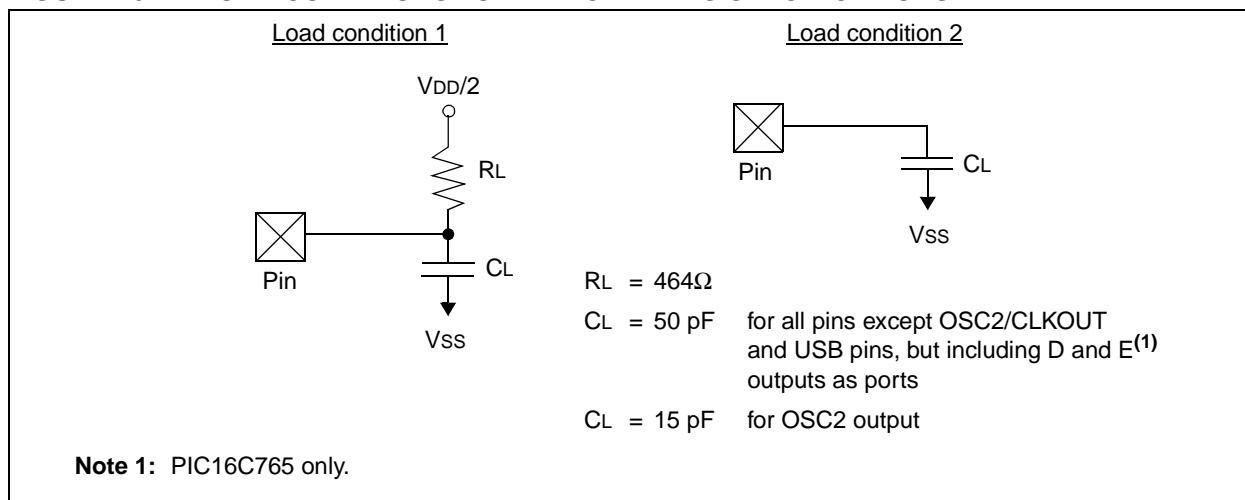 Load condition 1
Load condition 2
VDD/2
RL
Pin
CL
VSS
Pin
CL
VSS
RL = 464Ω
CL = 50 pF for all pins except OSC2/CLKOUT
and USB pins, but including D and E(1)
outputs as ports
CL = 15 pF for OSC2 output
Note 1: PIC16C765 only.